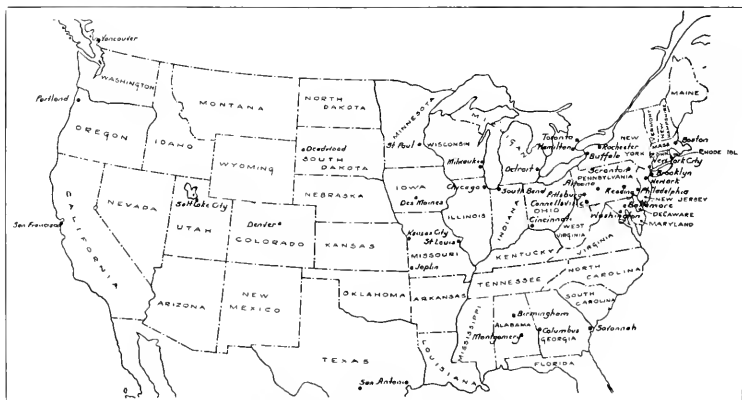 Vancouver
WASHINGTON
Portland
OREGON
IDAHO
MONTANA
NORTH
DAKOTA
Deadwood
SOUTH
DAKOTA
WYOMING
NEBRASKA
MINNESOTA
St Paul
WISCONSIN
Milwaukee
MICHIGAN
Detroit
Toronto
Hamilton
Rochester
Buffalo
NEW
YORK
MAINE
MASS
Boston
RHODE ISL
New York City
Brooklyn
Newark
Scranton
PENNSYLVANIA
Altoona
Pittsburg
Reading
Philadelphia
NEW JERSEY
Connellsvill
Baltimore
DELAWARE
Washington
MARYLAND
IOWA
Des Moines
Chicago
South Bend
ILLINOIS
INDIANA
OHIO
Cincinnati
WEST
VIRGINIA
VIRGINIA
San Francisco
CALIFORNIA
NEVADA
Salt Lake City
UTAH
Denver
COLORADO
KANSAS
Kansas City
St Louis
MISSOURI
Joplin
KENTUCKY
TENNESSEE
NORTH
CAROLINA
SOUTH
CAROLINA
ARIZONA
NEW
MEXICO
OKLAHOMA
ARKANSAS
MISSISSIPPI
Birmingham
ALABAMA
Montgomery
Columbus
GEORGIA
Savannah
TEXAS
San Antonio
LOUISIANA
FLORIDA